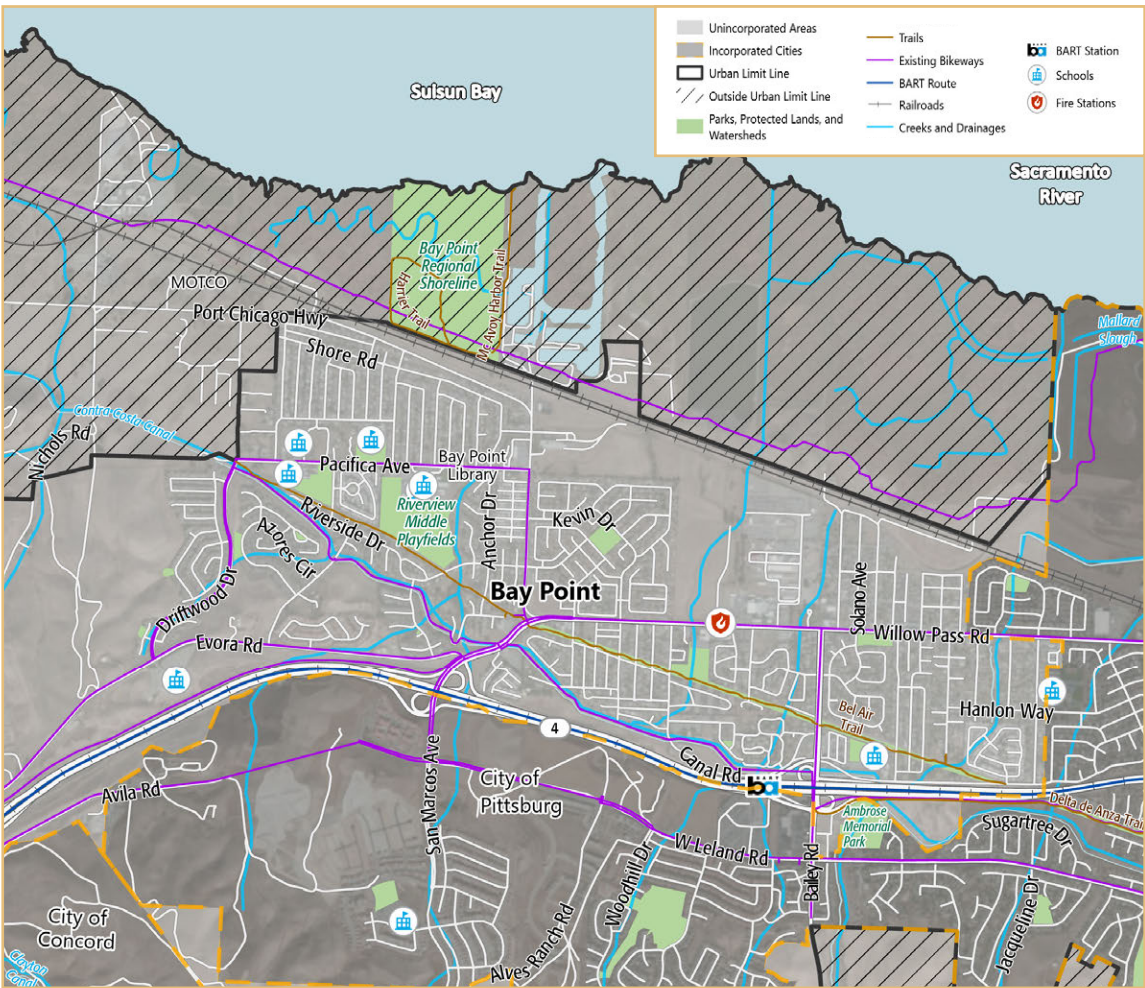 Unincorporated Areas
Incorporated Cities
Urban Limit Line
Outside Urban Limit Line
Parks, Protected Lands, and
Watersheds
Trails
Existing Bikeways
BART Route
Railroads
Creeks and Drainages
ba BART Station
Schools
Fire Stations
Suisun Bay
Sacramento
River
Bay Point
Regional
Shoreline
Harrier Trail
McAvoy Harbor Trail
MOTCO
Port Chicago Hwy
Mallard
Slough
Shore Rd
Contra Costa Canal
Nichols Rd
Pacifica Ave
Bay Point
Library
Riverview
Middle
Playfields
Riverside Dr
Anchor Dr
Kevin Dr
Azores Cir
Driftwood Dr
Bay Point
Solano Ave
Willow Pass Rd
Evora Rd
Hanlon Way
Bel Air
Trail
4
Canal Rd
ba
San Marcos Ave
City of
Pittsburg
Avila Rd
Ambrose
Memorial
Park
Delta de Anza Trai
Sugartree Dr
W Leland Rd
Woodhill Dr
Bailey Rd
Jacqueline Dr
City of
Concord
Alves Ranch Rd
Clayton
Canal